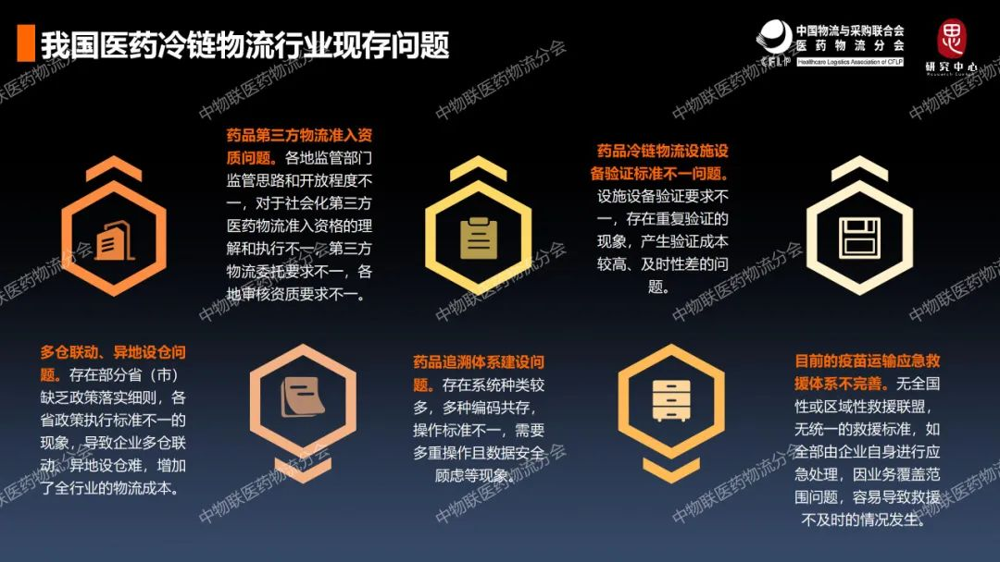 我国医药冷链物流行业现存问题
中国物流与采购联合会
医药物流分会
CFLP
Healthcare Logistics Association of CFLP
思
研究中心
Research Center
药品第三方物流准入资
质问题。各地监管部门
监管思路和开放程度不
一，对于社会化第三方
医药物流准入资格的理
解和执行不一，第三方
物流委托要求不一，各
地审核资质要求不一。
药品冷链物流设施设
备验证标准不一问题。
设施设备验证要求不
一，存在重复验证的
现象，产生验证成本
较高、及时性差的问
题。
多仓联动、异地设仓问
题。存在部分省（市）
缺乏政策落实细则，各
省政策执行标准不一的
现象，导致企业多仓联
动、异地设仓难，增加
了全行业的物流成本。
药品追溯体系建设问
题。存在系统种类较
多，多种编码共存，
操作标准不一，需要
多重操作且数据安全
顾虑等现象。
目前的疫苗运输应急救
援体系不完善。无全国
性或区域性救援联盟，
无统一的救援标准，如
全部由企业自身进行应
急处理，因业务覆盖范
围问题，容易导致救援
不及时的情况发生。
中物联医药物流分会